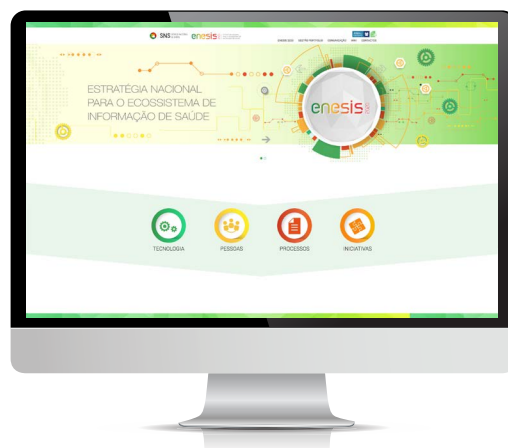 SNS
enesis
ESTRATÉGIA NACIONAL
PARA O ECOSSISTEMA DE
INFORMAÇÃO DE SAÚDE
enesis
TECNOLOGIA
PESSOAS
PROCESSOS
INICIATIVAS